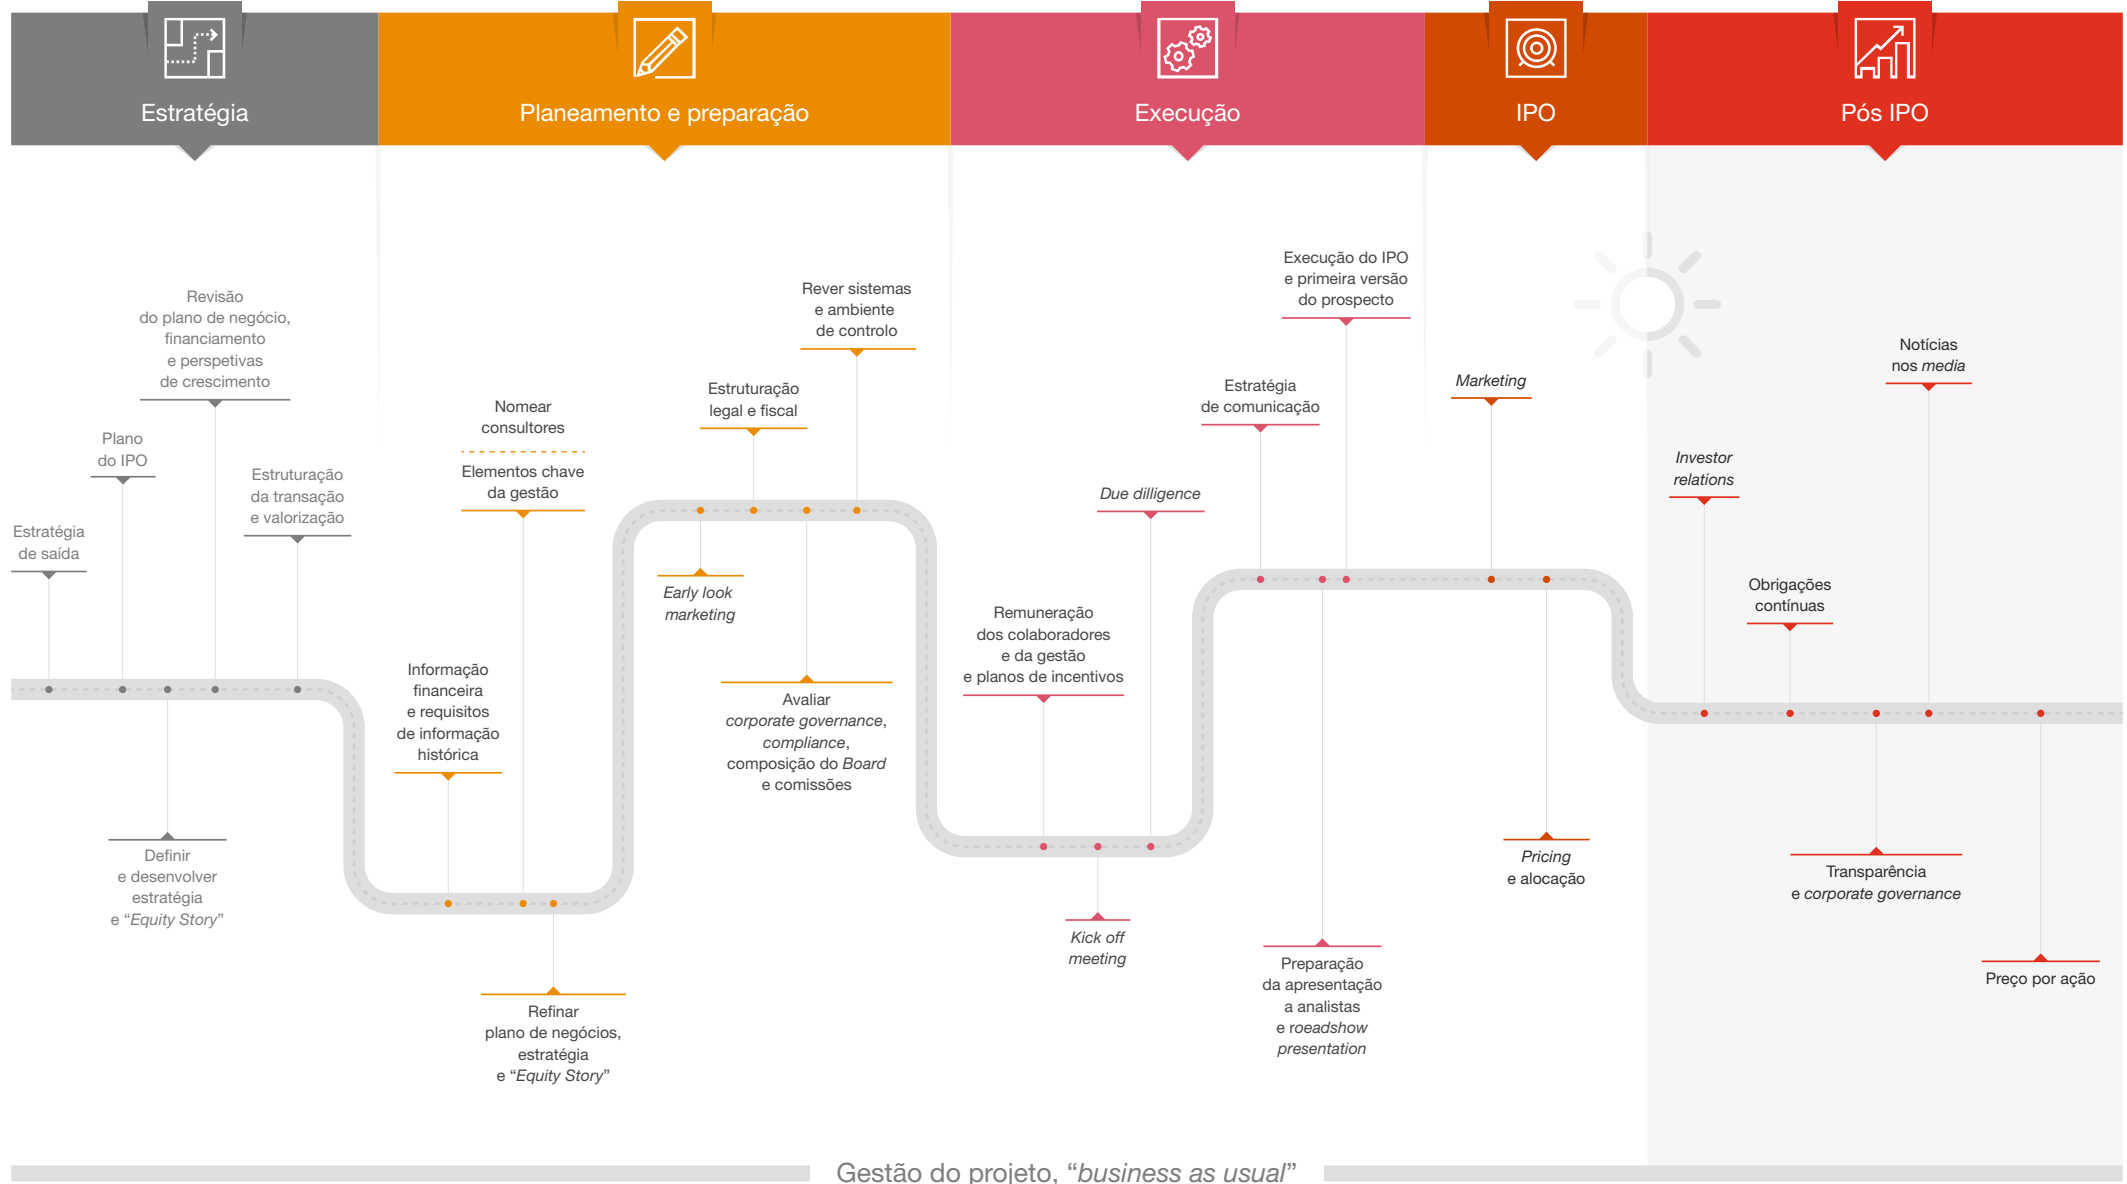 Estratégia
Planeamento e preparação
Execução
IPO
Pós IPO
Estratégia
de saída
Plano
do IPO
Definir
e desenvolver
estratégia
e “Equity Story”
Revisão
do plano de negócio,
financiamento
e perspetivas
de crescimento
Estruturação
da transação
e valorização
Informação
financeira
e requisitos
de informação
histórica
Nomear
consultores
Elementos chave
da gestão
Refinar
plano de negócios,
estratégia
e “Equity Story”
Early look
marketing
Estruturação
legal e fiscal
Avaliar
corporate governance,
compliance,
composição do Board
e comissões
Rever sistemas
e ambiente
de controlo
Remuneração
dos colaboradores
e da gestão
e planos de incentivos
Kick off
meeting
Due dilligence
Estratégia
de comunicação
Preparação
da apresentação
a analistas
e roeadshow
presentation
Execução do IPO
e primeira versão
do prospecto
Marketing
Pricing
e alocação
Investor
relations
Obrigações
contínuas
Transparência
e corporate governance
Notícias
nos media
Preço por ação
Gestão do projeto, “business as usual”